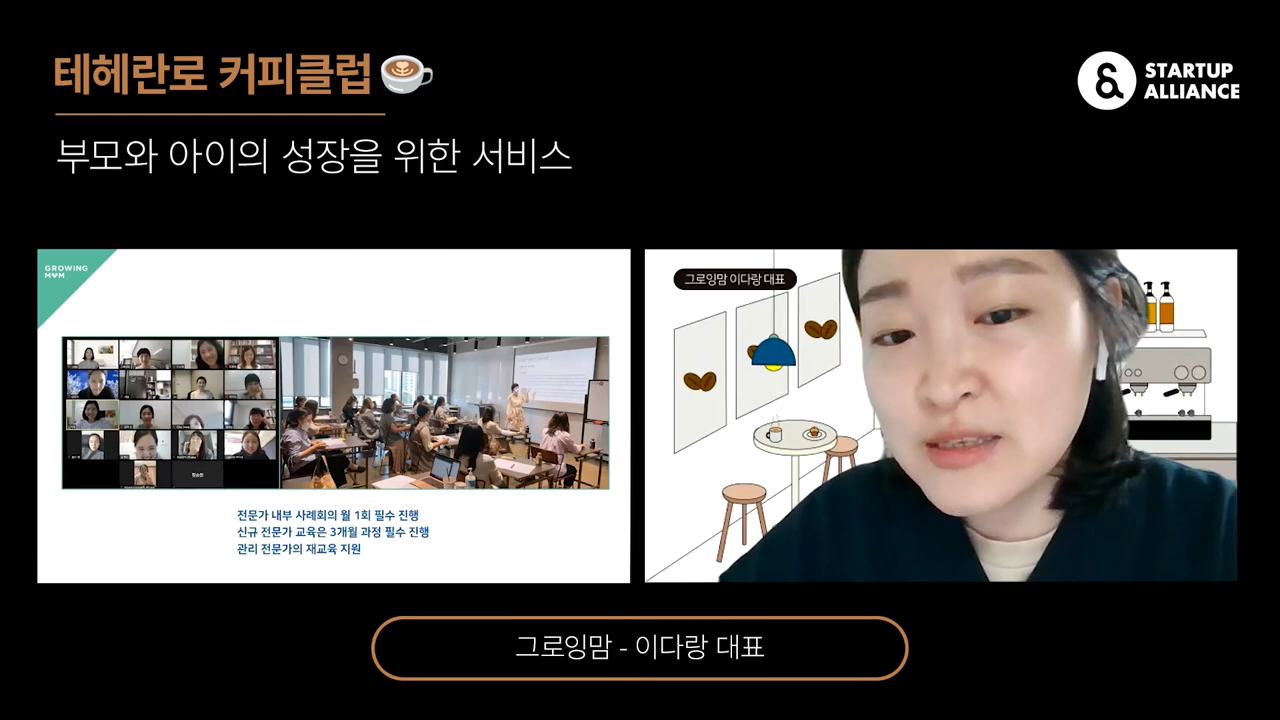 테헤란로 커피클럽
STARTUP
ALLIANCE
부모와 아이의 성장을 위한 서비스
GROWING
MOM
그로잉맘 이다랑 대표
전문가 내부 사례회의 월 1회 필수 진행
신규 전문가 교육은 3개월 과정 필수 진행
관리 전문가의 재교육 지원
그로잉맘 - 이다랑 대표